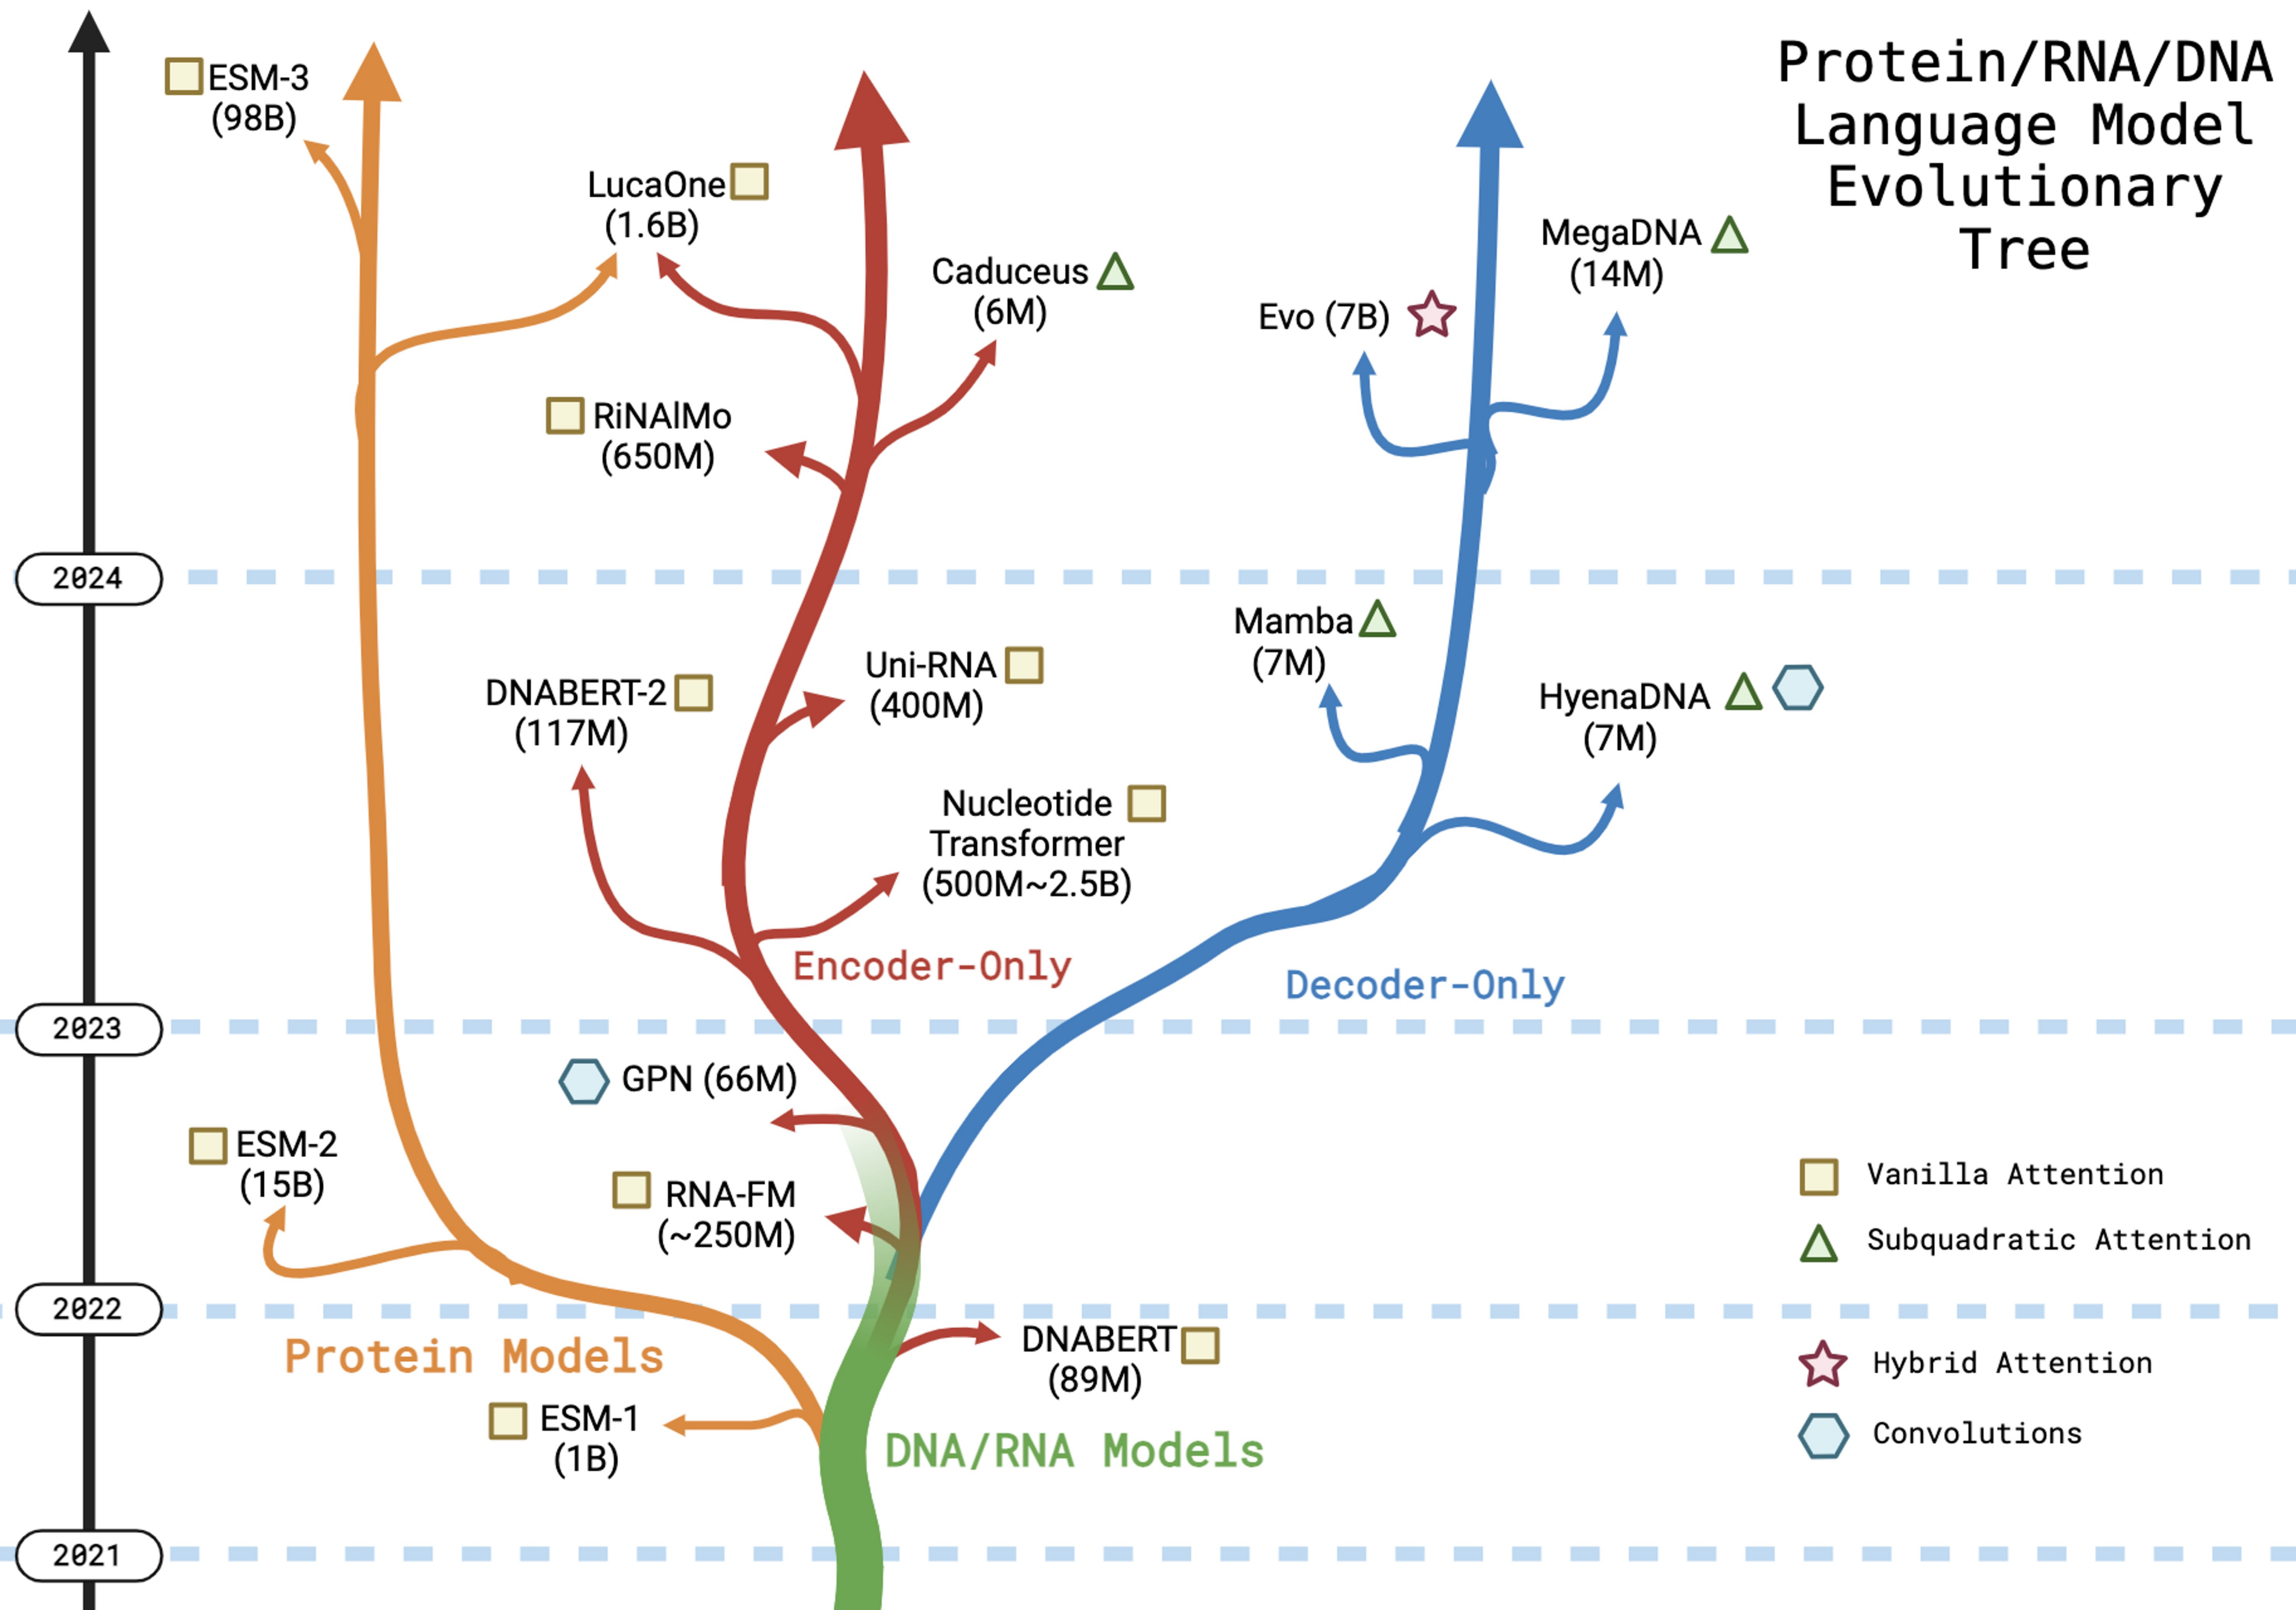 Protein/RNA/DNA
Language Model
Evolutionary
Tree
ESM-3
(98B)
LucaOne
(1.6B)
Caduceus
(6M)
MegaDNA
(14M)
Evo (7B)
RiNAlMo
(650M)
2024
Mamba
(7M)
Uni-RNA
(400M)
DNABERT-2
(117M)
HyenaDNA
(7M)
Nucleotide
Transformer
(500M~2.5B)
Encoder-Only
Decoder-Only
2023
GPN (66M)
ESM-2
(15B)
RNA-FM
(~250M)
Vanilla Attention
Subquadratic Attention
2022
Protein Models
DNABERT
(89M)
Hybrid Attention
ESM-1
(1B)
DNA/RNA Models
Convolutions
2021